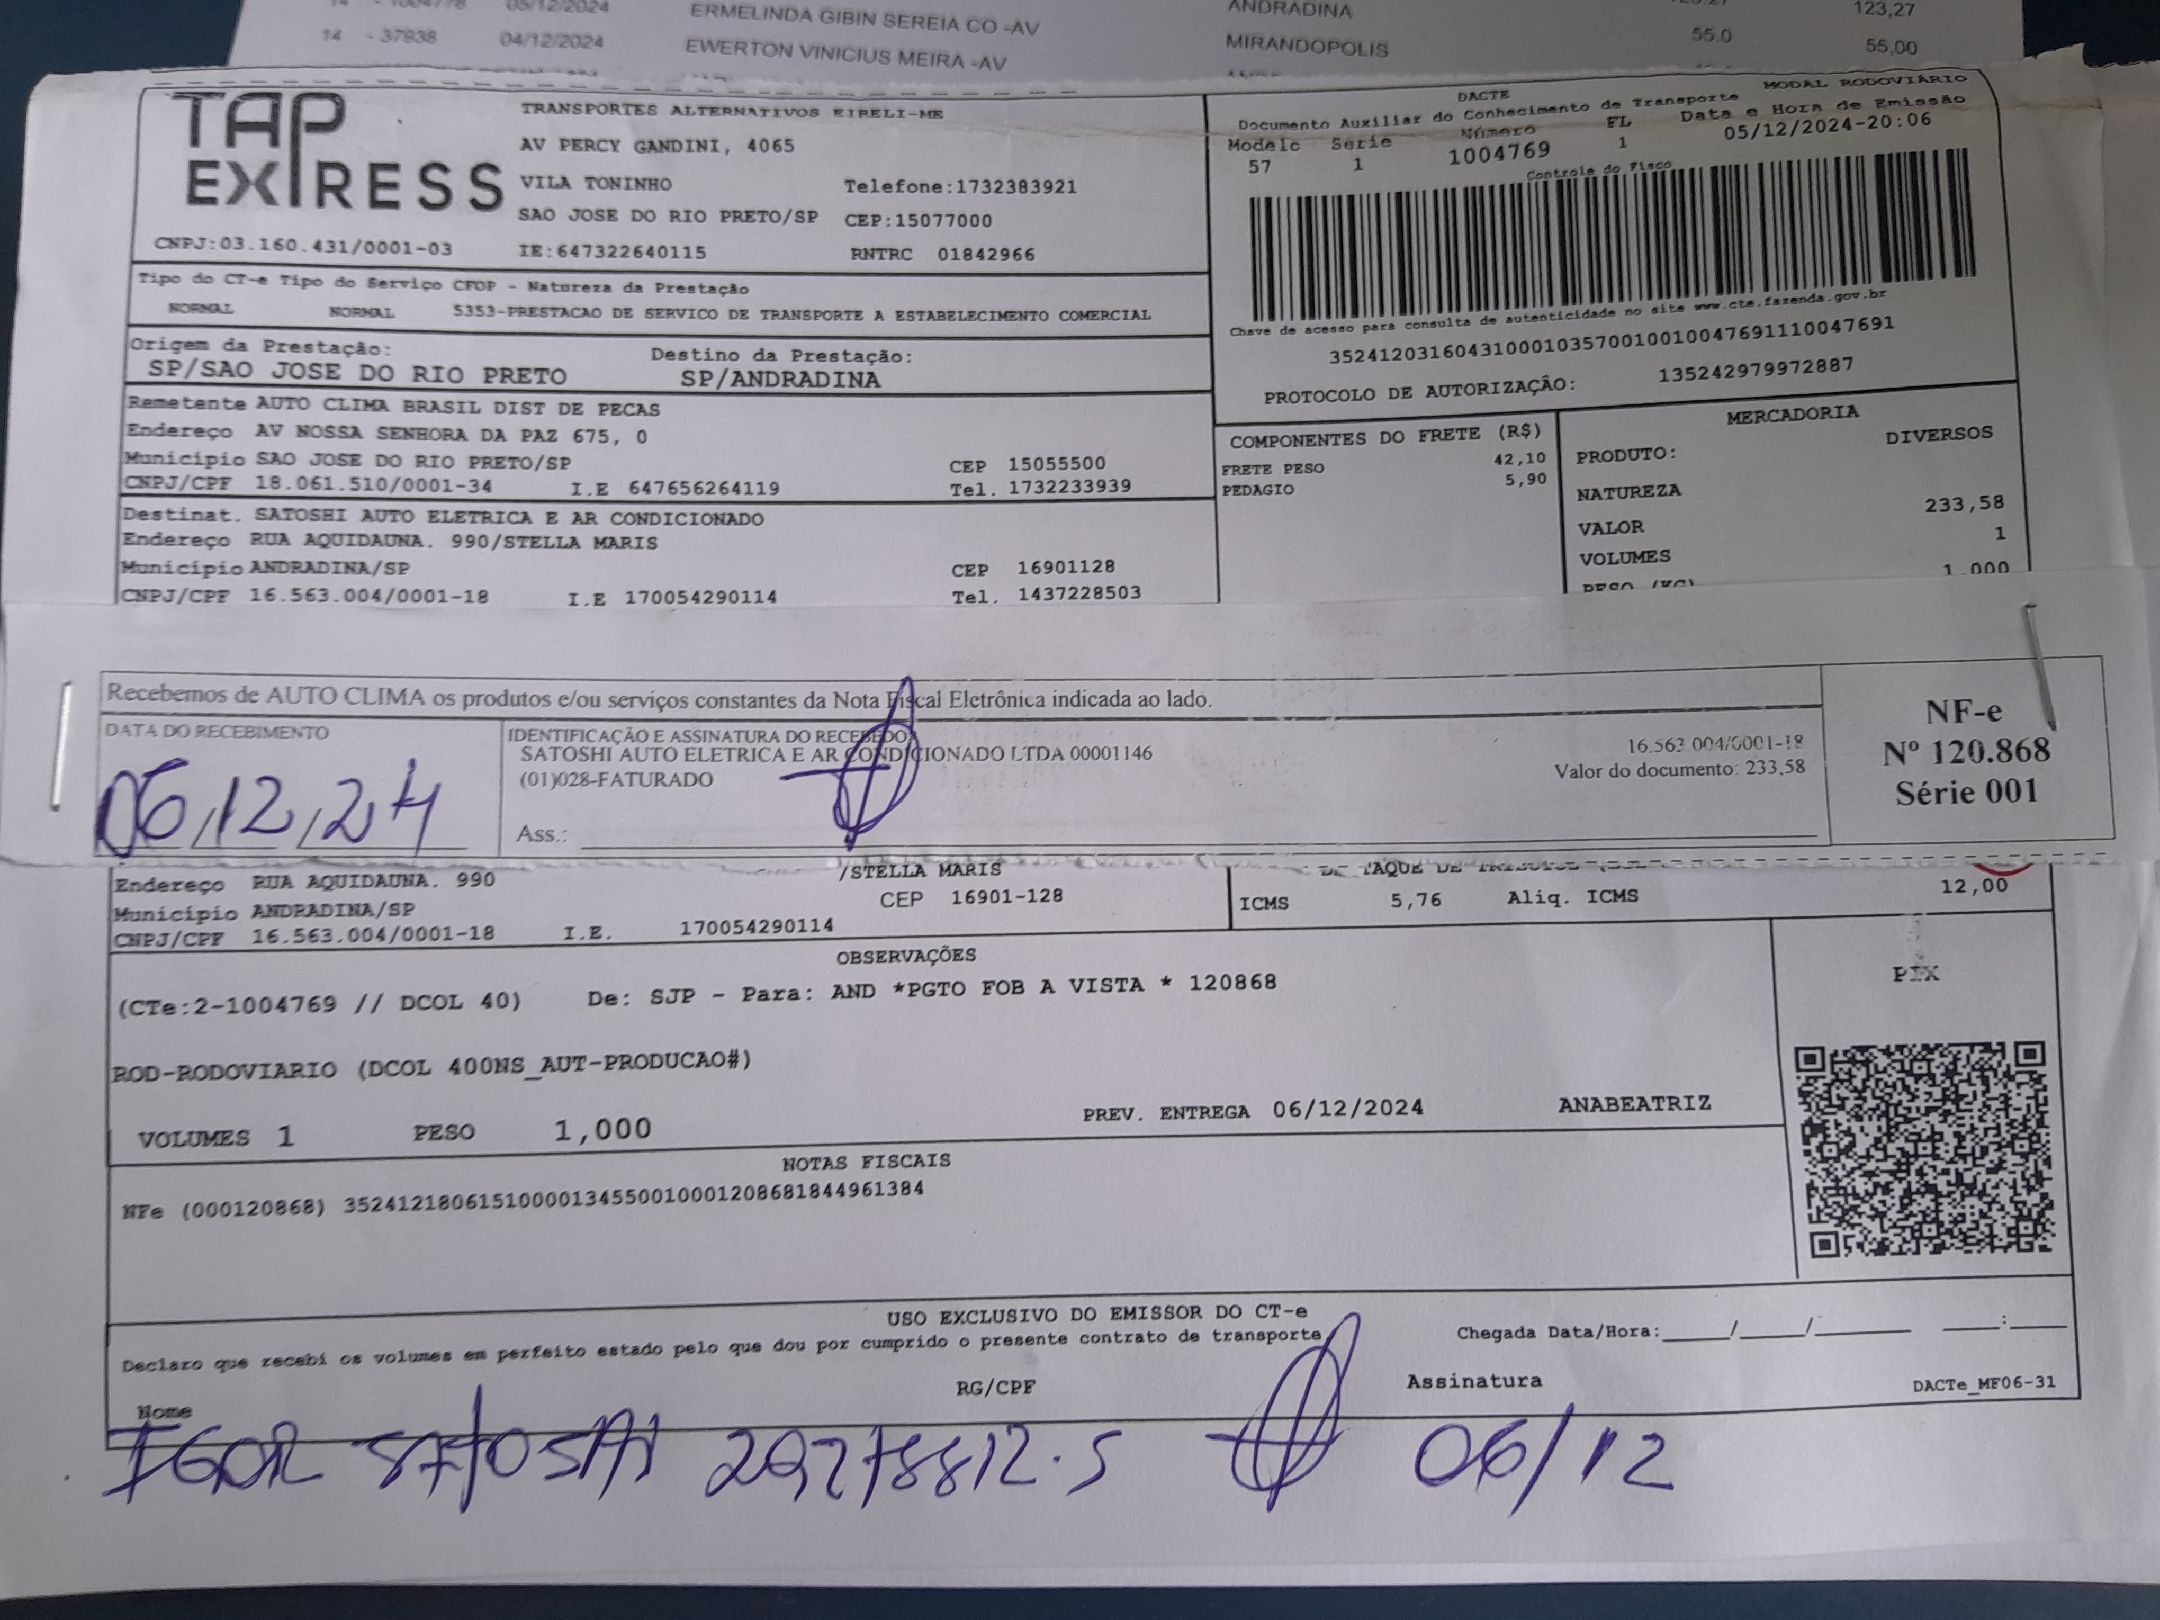 14 - 1004778 05/12/2024 ERMELINDA GIBIN SEREIA CO -AV ANDRADINA 123,27
14 - 37938 04/12/2024 EWERTON VINICIUS MEIRA -AV MIRANDOPOLIS 55.0 55,00
TAP EXPRESS
TRANSPORTES ALTERNATIVOS EIRELI-ME
AV PERCY GANDINI, 4065
VILA TONINHO Telefone:1732383921
SAO JOSE DO RIO PRETO/SP CEP:15077000
CNPJ:03.160.431/0001-03 IE:647322640115 RNTRC 01842966
DACTE MODAL RODOVIÁRIO
Documento Auxiliar do Conhecimento de Transporte
Modelo Serie Número FL Data e Hora de Emissão
57 1 1004769 1 05/12/2024-20:06
Controle do Fisco
Chave de acesso para consulta de autenticidade no site www.cte.fazenda.gov.br
35241203160431000103570010010047691110047691
PROTOCOLO DE AUTORIZAÇÃO: 135242979972887
Tipo do CT-e Tipo do Serviço CFOP - Natureza da Prestação
NORMAL NORMAL 5353-PRESTACAO DE SERVICO DE TRANSPORTE A ESTABELECIMENTO COMERCIAL
Origem da Prestação: Destino da Prestação:
SP/SAO JOSE DO RIO PRETO SP/ANDRADINA
Remetente AUTO CLIMA BRASIL DIST DE PECAS
Endereço AV NOSSA SENHORA DA PAZ 675, 0
Município SAO JOSE DO RIO PRETO/SP CEP 15055500
CNPJ/CPF 18.061.510/0001-34 I.E 647656264119 Tel. 1732233939
Destinat. SATOSHI AUTO ELETRICA E AR CONDICIONADO
Endereço RUA AQUIDAUNA. 990/STELLA MARIS
Município ANDRADINA/SP CEP 16901128
CNPJ/CPF 16.563.004/0001-18 I.E 170054290114 Tel. 1437228503
COMPONENTES DO FRETE (R$)
FRETE PESO 42,10
PEDAGIO 5,90
MERCADORIA
PRODUTO: DIVERSOS
NATUREZA
VALOR 233,58
VOLUMES 1
PESO (KG) 1,000
Recebemos de AUTO CLIMA os produtos e/ou serviços constantes da Nota Fiscal Eletrônica indicada ao lado.
DATA DO RECEBIMENTO
06/12/24
IDENTIFICAÇÃO E ASSINATURA DO RECEBEDOR
SATOSHI AUTO ELETRICA E AR CONDICIONADO LTDA 00001146 16.563.004/0001-18
(01)028-FATURADO Valor do documento: 233,58
Ass.:
NF-e
Nº 120.868
Série 001
Endereço RUA AQUIDAUNA. 990 /STELLA MARIS
Município ANDRADINA/SP CEP 16901-128
CNPJ/CPF 16.563.004/0001-18 I.E. 170054290114
ICMS 5,76 Aliq. ICMS 12,00
OBSERVAÇÕES
(CTe:2-1004769 // DCOL 40) De: SJP - Para: AND *PGTO FOB A VISTA * 120868
ROD-RODOVIARIO (DCOL 400NS_AUT-PRODUCAO#)
PREV. ENTREGA 06/12/2024 ANABEATRIZ
VOLUMES 1 PESO 1,000
PIX
NOTAS FISCAIS
NFe (000120868) 35241218061510000134550010001208681844961384
USO EXCLUSIVO DO EMISSOR DO CT-e
Declaro que recebi os volumes em perfeito estado pelo que dou por cumprido o presente contrato de transporte
Chegada Data/Hora:_____/_____/________ ____:____
Nome RG/CPF Assinatura DACTe_MF06-31
IGOR 06/12